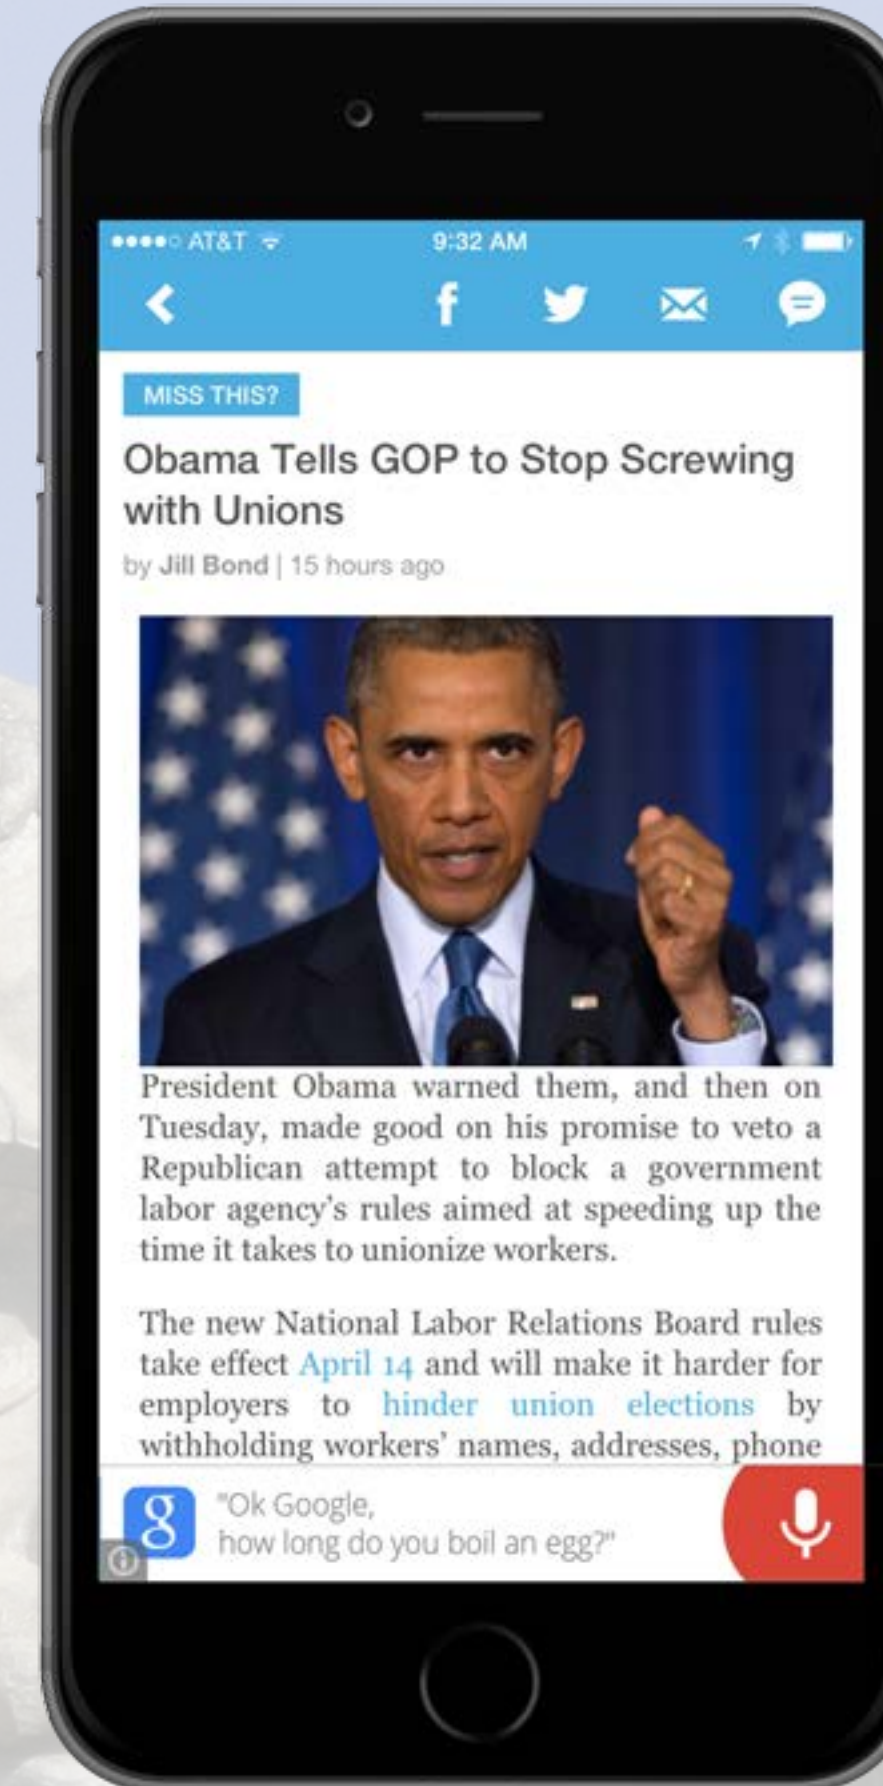 AT&T 9:32 AM
f
MISS THIS?
Obama Tells GOP to Stop Screwing
with Unions
by Jill Bond | 15 hours ago
President Obama warned them, and then on
Tuesday, made good on his promise to veto a
Republican attempt to block a government
labor agency's rules aimed at speeding up the
time it takes to unionize workers.
The new National Labor Relations Board rules
take effect April 14 and will make it harder for
employers to hinder union elections by
withholding workers' names, addresses, phone
g "Ok Google,
how long do you boil an egg?"